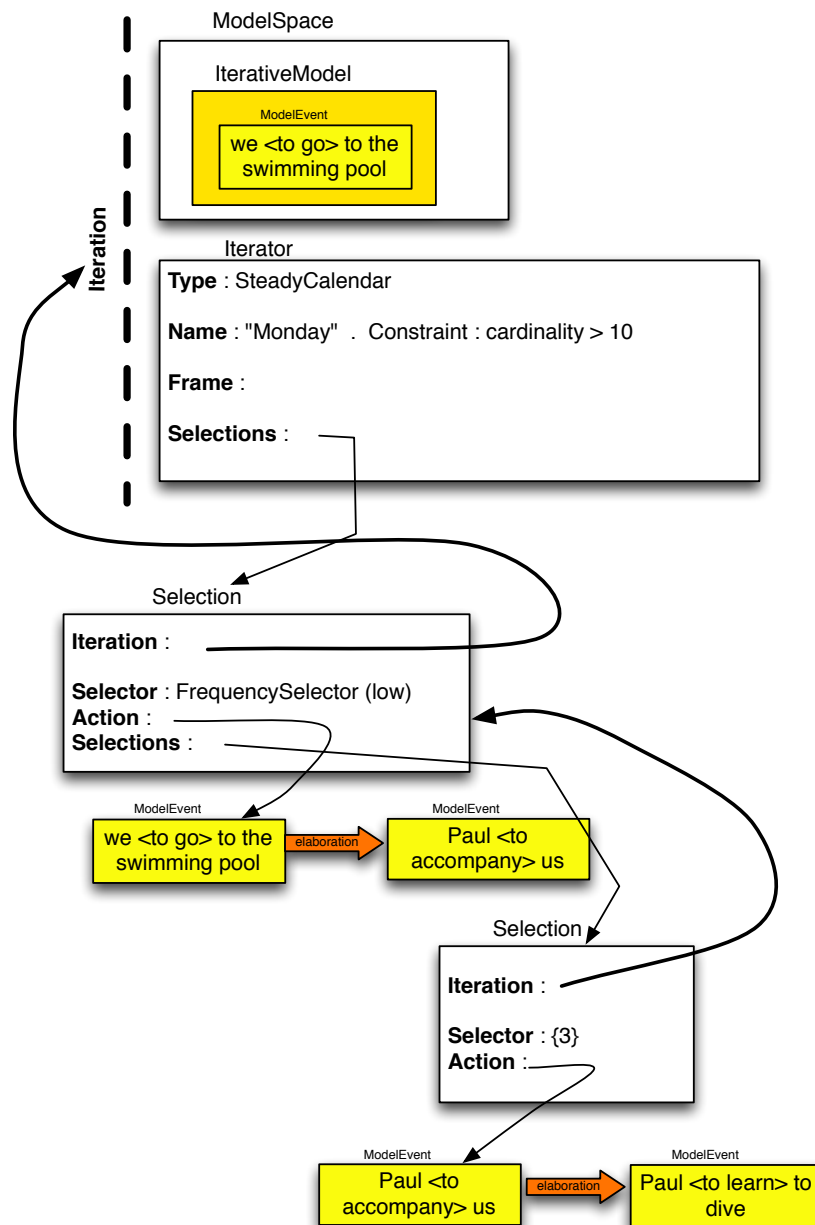 ModelSpace
IterativeModel
ModelEvent
we <to go> to the
swimming pool
Iteration
Iterator
Type : SteadyCalendar
Name : "Monday" . Constraint : cardinality > 10
Frame :
Selections :
Selection
Iteration :
Selector : FrequencySelector (low)
Action :
Selections :
ModelEvent
we <to go> to the
swimming pool
elaboration
ModelEvent
Paul <to
accompany> us
Selection
Iteration :
Selector : {3}
Action :
ModelEvent
Paul <to
accompany> us
elaboration
ModelEvent
Paul <to learn> to
dive